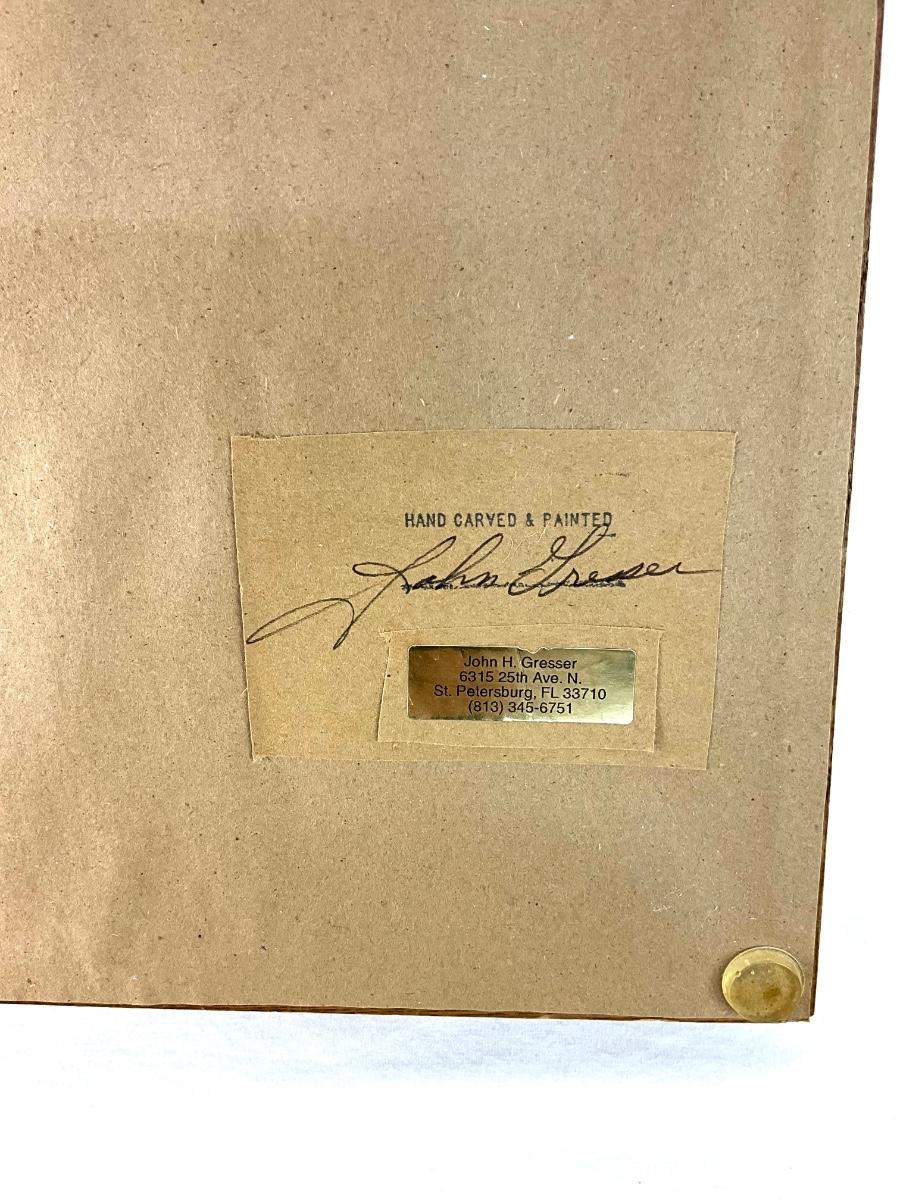 HAND CARVED & PAINTED
John Gresser
John H. Gresser
6315 25th Ave. N.
St. Petersburg, FL 33710
(813) 345-6751